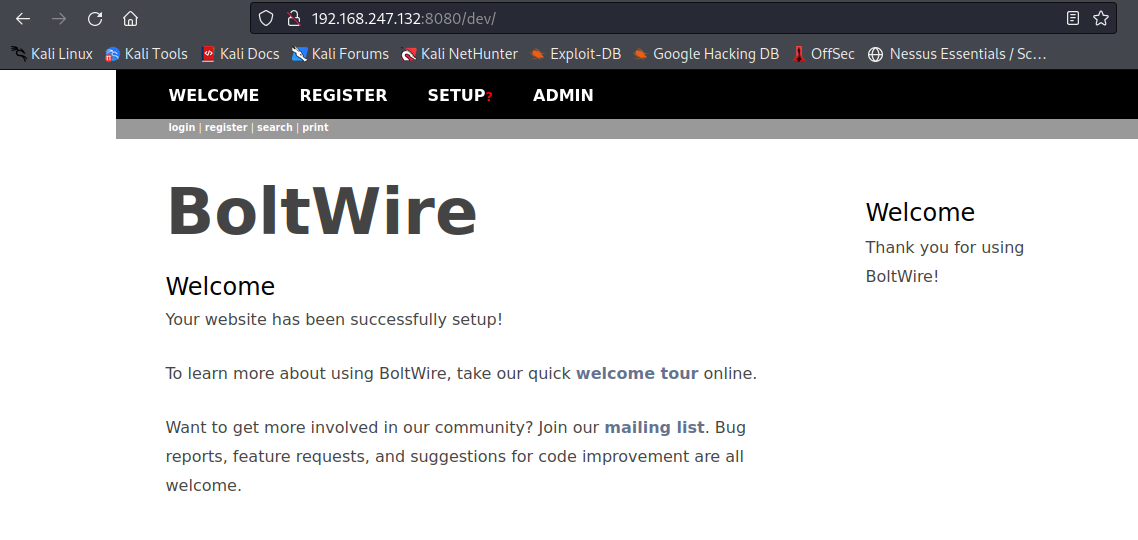 192.168.247.132:8080/dev/
Kali Linux Kali Tools Kali Docs Kali Forums Kali NetHunter Exploit-DB Google Hacking DB OffSec Nessus Essentials / Sc…
WELCOME REGISTER SETUP? ADMIN
login | register | search | print
BoltWire
Welcome
Your website has been successfully setup!
To learn more about using BoltWire, take our quick welcome tour online.
Want to get more involved in our community? Join our mailing list. Bug
reports, feature requests, and suggestions for code improvement are all
welcome.
Welcome
Thank you for using
BoltWire!